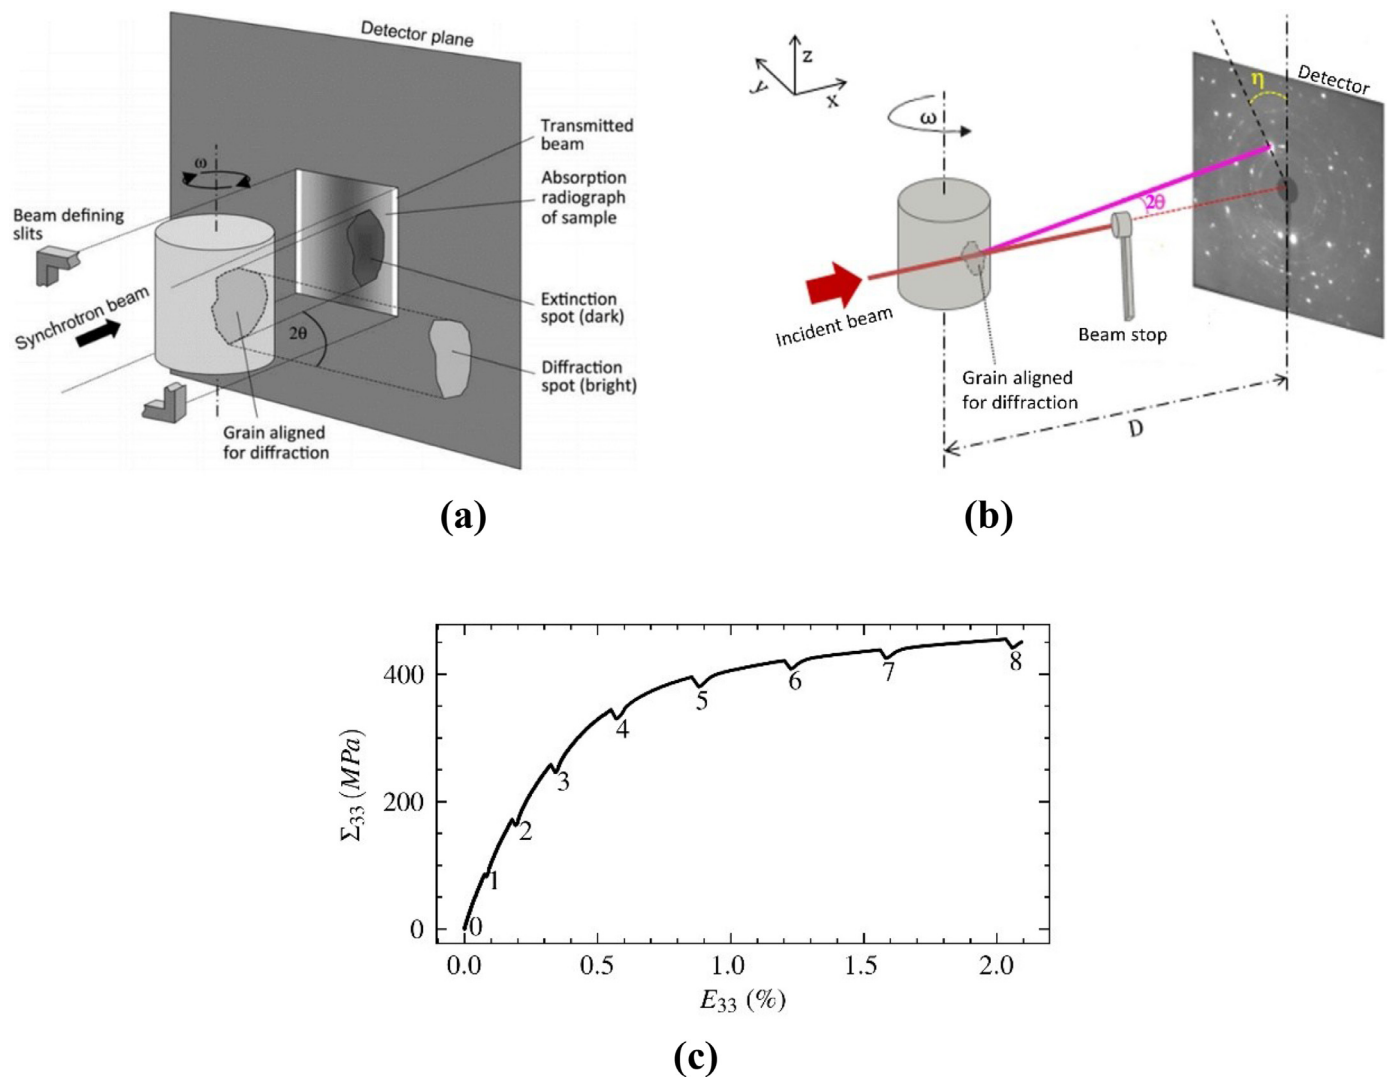 Detector plane
Transmitted
beam
Absorption
radiograph
of sample
ω
Beam defining
slits
Synchrotron beam
2θ
Extinction
spot (dark)
Diffraction
spot (bright)
Grain aligned
for diffraction
(a)
z
y
x
ω
η
Detector
2θ
Incident beam
Beam stop
Grain aligned
for diffraction
D
(b)
Σ33 (MPa)
400
200
0
0
1
2
3
4
5
6
7
8
0.0
0.5
1.0
1.5
2.0
E33 (%)
(c)